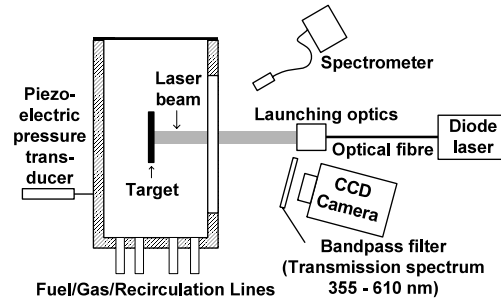 Spectrometer
Laser
beam
Piezo-
electric
pressure
trans-
ducer
Launching optics
Diode
laser
Optical fibre
Target
CCD
Camera
Bandpass filter
(Transmission spectrum
355 - 610 nm)
Fuel/Gas/Recirculation Lines